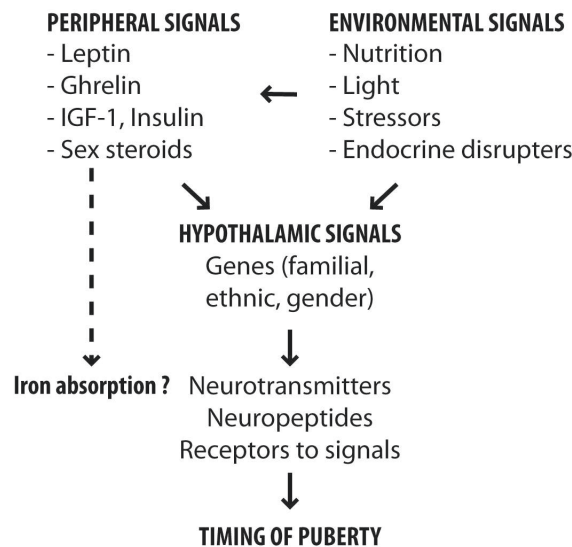 PERIPHERAL SIGNALS
- Leptin
- Ghrelin
- IGF-1, Insulin
- Sex steroids
ENVIRONMENTAL SIGNALS
- Nutrition
- Light
- Stressors
- Endocrine disrupters
HYPOTHALAMIC SIGNALS
Genes (familial,
ethnic, gender)
Iron absorption ?
Neurotransmitters
Neuropeptides
Receptors to signals
TIMING OF PUBERTY